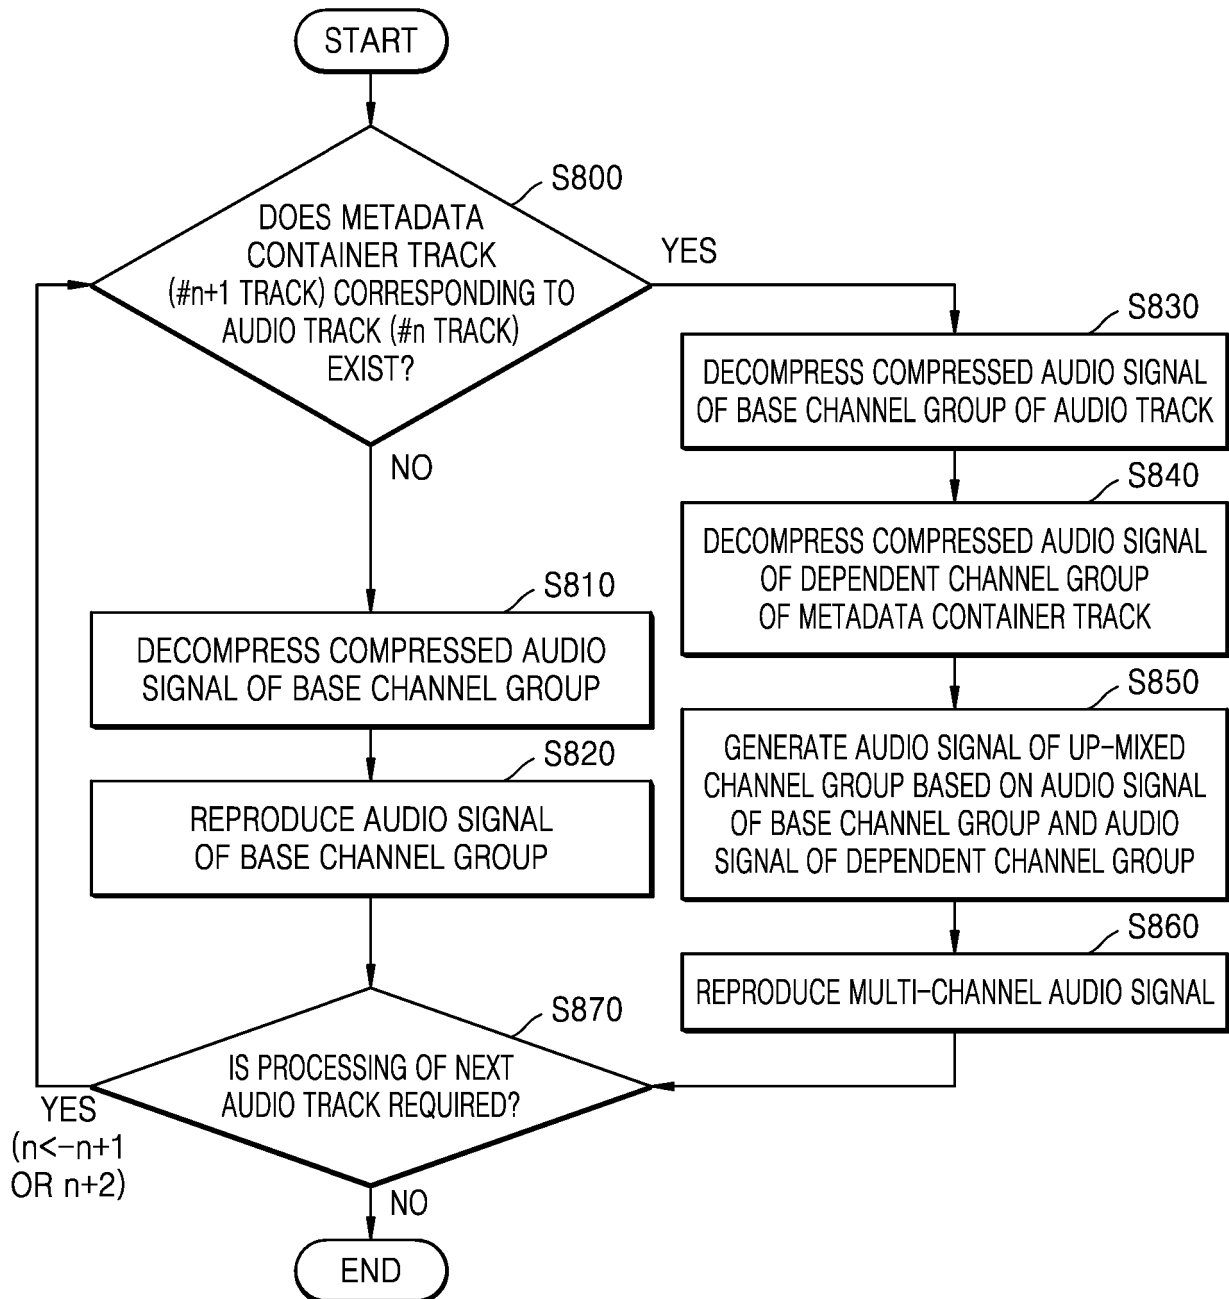 START
S800
DOES METADATA
CONTAINER TRACK
(#n+1 TRACK) CORRESPONDING TO
AUDIO TRACK (#n TRACK)
EXIST?
YES
NO
S810
DECOMPRESS COMPRESSED AUDIO
SIGNAL OF BASE CHANNEL GROUP
S820
REPRODUCE AUDIO SIGNAL
OF BASE CHANNEL GROUP
S830
DECOMPRESS COMPRESSED AUDIO SIGNAL
OF BASE CHANNEL GROUP OF AUDIO TRACK
S840
DECOMPRESS COMPRESSED AUDIO SIGNAL
OF DEPENDENT CHANNEL GROUP
OF METADATA CONTAINER TRACK
S850
GENERATE AUDIO SIGNAL OF UP-MIXED
CHANNEL GROUP BASED ON AUDIO SIGNAL
OF BASE CHANNEL GROUP AND AUDIO
SIGNAL OF DEPENDENT CHANNEL GROUP
S860
REPRODUCE MULTI-CHANNEL AUDIO SIGNAL
S870
IS PROCESSING OF NEXT
AUDIO TRACK REQUIRED?
YES
(n<-n+1
OR n+2)
NO
END